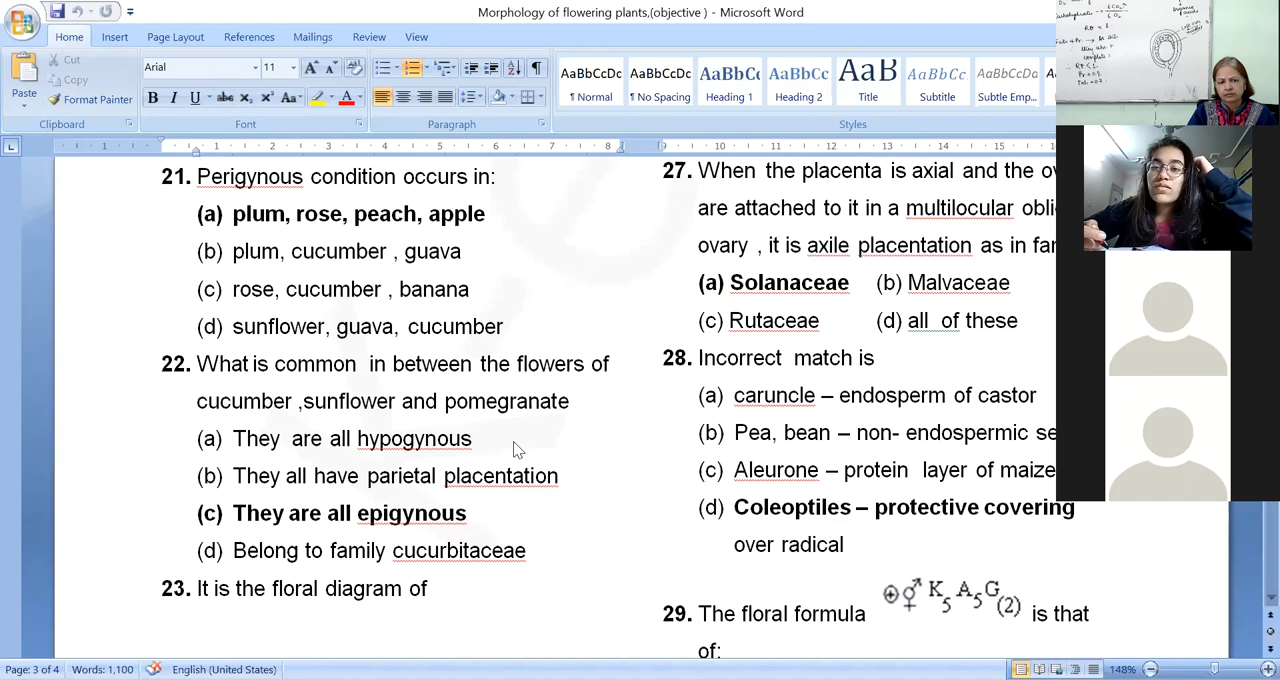 Morphology of flowering plants,(objective ) - Microsoft Word
Home Insert Page Layout References Mailings Review View
Paste
Cut
Copy
Format Painter
Clipboard
Arial 11
Font
Paragraph
AaBbCcDc AaBbCcDc AaBbCc AaBbCc AaB AaBbCc AaBbCcDc
¶ Normal ¶ No Spacing Heading 1 Heading 2 Title Subtitle Subtle Emp...
Styles
21. Perigynous condition occurs in:
(a) plum, rose, peach, apple
(b) plum, cucumber , guava
(c) rose, cucumber , banana
(d) sunflower, guava, cucumber
22. What is common in between the flowers of
cucumber ,sunflower and pomegranate
(a) They are all hypogynous
(b) They all have parietal placentation
(c) They are all epigynous
(d) Belong to family cucurbitaceae
23. It is the floral diagram of
27. When the placenta is axial and the ov
are attached to it in a multilocular obli
ovary , it is axile placentation as in fam
(a) Solanaceae (b) Malvaceae
(c) Rutaceae (d) all of these
28. Incorrect match is
(a) caruncle – endosperm of castor
(b) Pea, bean – non- endospermic se
(c) Aleurone – protein layer of maize
(d) Coleoptiles – protective covering
over radical
29. The floral formula ⊕ ⚥ K5 A5 G(2) is that
of:
Page: 3 of 4 Words: 1,100 English (United States) 148%